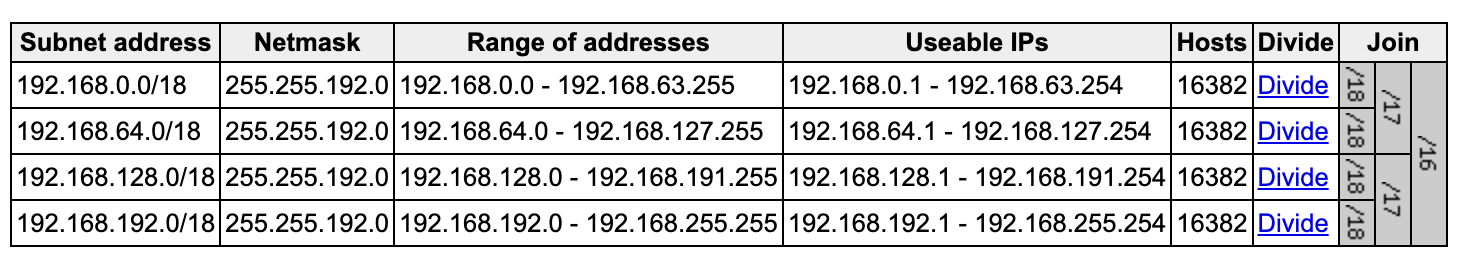 Subnet address Netmask Range of addresses Useable IPs Hosts Divide Join
192.168.0.0/18 255.255.192.0 192.168.0.0 - 192.168.63.255 192.168.0.1 - 192.168.63.254 16382 Divide /18 /17 /16
192.168.64.0/18 255.255.192.0 192.168.64.0 - 192.168.127.255 192.168.64.1 - 192.168.127.254 16382 Divide /18
192.168.128.0/18 255.255.192.0 192.168.128.0 - 192.168.191.255 192.168.128.1 - 192.168.191.254 16382 Divide /18 /17
192.168.192.0/18 255.255.192.0 192.168.192.0 - 192.168.255.255 192.168.192.1 - 192.168.255.254 16382 Divide /18